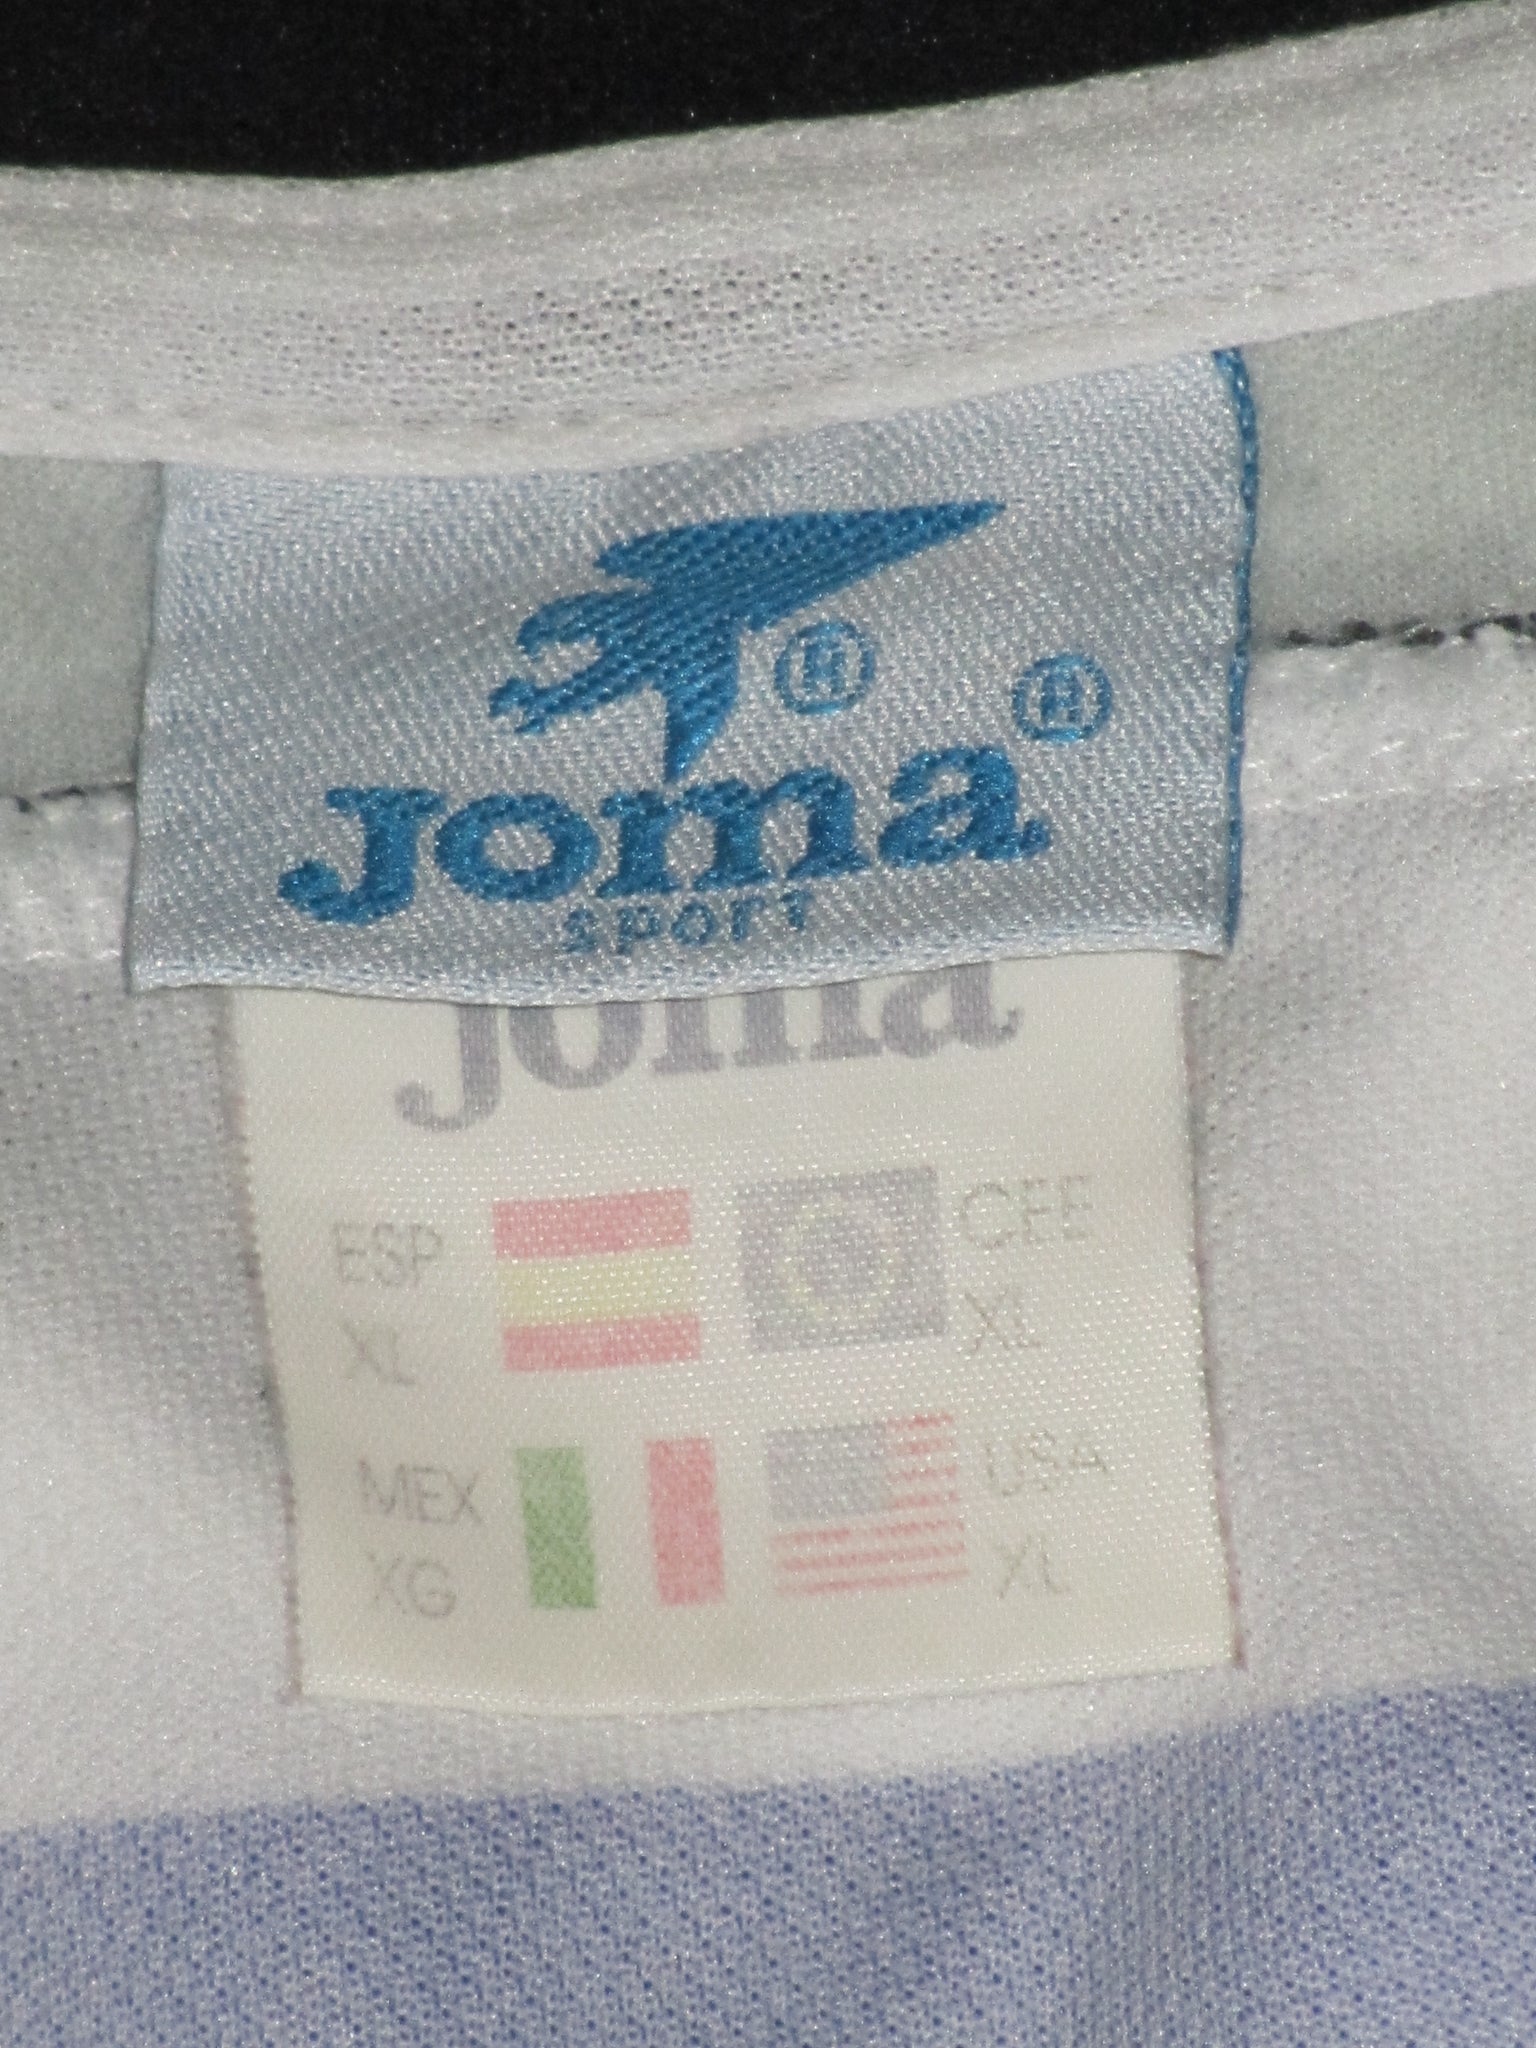 ®
®
Joma
SPORT
Joma
ESP
CEE
XL
XL
MEX
USA
XG
XL